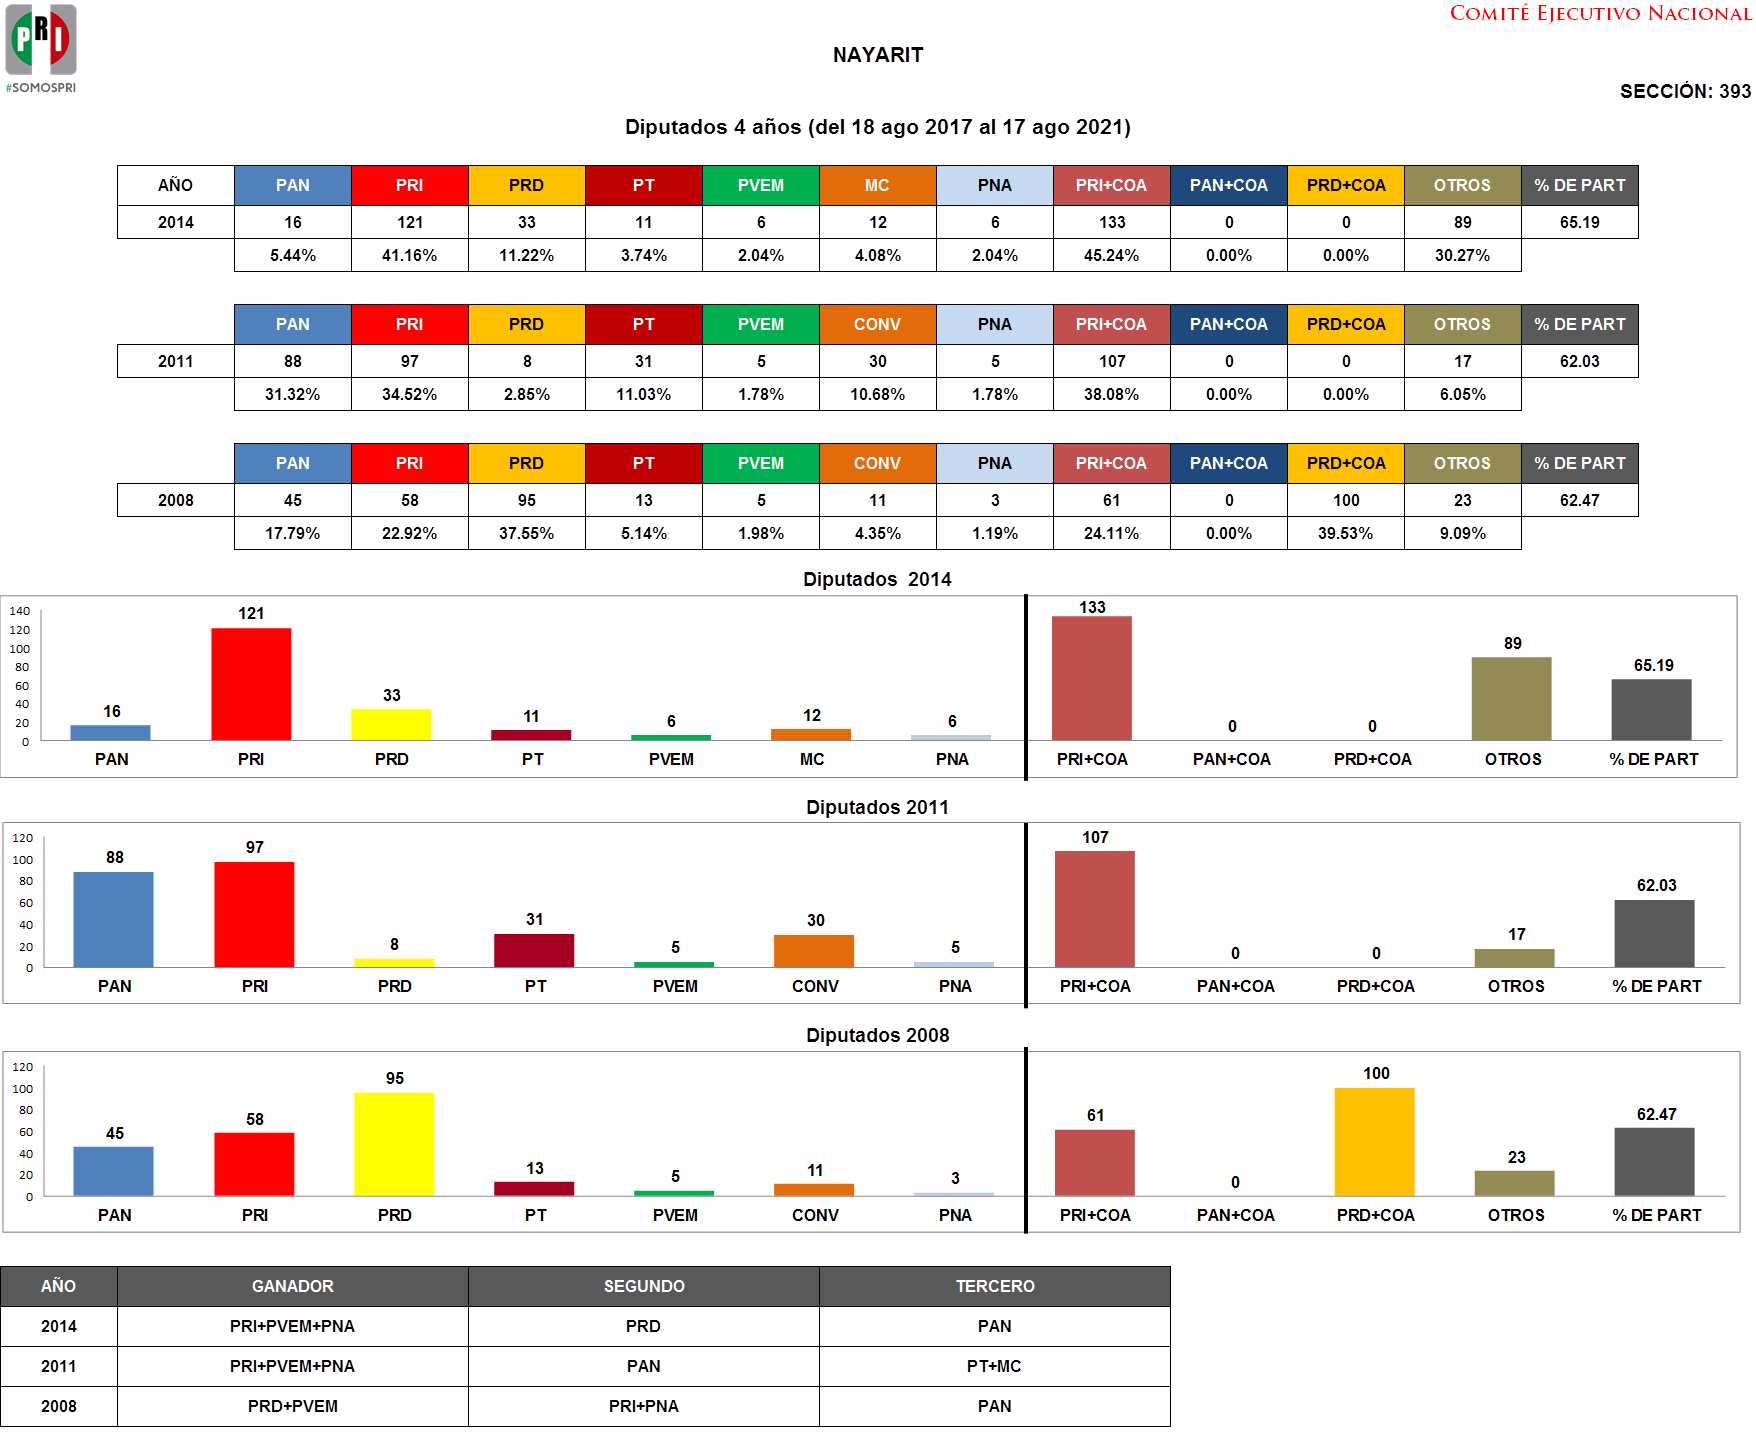 PRI
#SOMOSPRI
COMITÉ EJECUTIVO NACIONAL
NAYARIT
SECCIÓN: 393
Diputados 4 años (del 18 ago 2017 al 17 ago 2021)
AÑO PAN PRI PRD PT PVEM MC PNA PRI+COA PAN+COA PRD+COA OTROS % DE PART
2014 16 121 33 11 6 12 6 133 0 0 89 65.19
5.44% 41.16% 11.22% 3.74% 2.04% 4.08% 2.04% 45.24% 0.00% 0.00% 30.27%
PAN PRI PRD PT PVEM CONV PNA PRI+COA PAN+COA PRD+COA OTROS % DE PART
2011 88 97 8 31 5 30 5 107 0 0 17 62.03
31.32% 34.52% 2.85% 11.03% 1.78% 10.68% 1.78% 38.08% 0.00% 0.00% 6.05%
PAN PRI PRD PT PVEM CONV PNA PRI+COA PAN+COA PRD+COA OTROS % DE PART
2008 45 58 95 13 5 11 3 61 0 100 23 62.47
17.79% 22.92% 37.55% 5.14% 1.98% 4.35% 1.19% 24.11% 0.00% 39.53% 9.09%
Diputados 2014
140
120
100
80
60
40
20
0
16 121 33 11 6 12 6 133 0 0 89 65.19
PAN PRI PRD PT PVEM MC PNA PRI+COA PAN+COA PRD+COA OTROS % DE PART
Diputados 2011
120
100
80
60
40
20
0
88 97 8 31 5 30 5 107 0 0 17 62.03
PAN PRI PRD PT PVEM CONV PNA PRI+COA PAN+COA PRD+COA OTROS % DE PART
Diputados 2008
120
100
80
60
40
20
0
45 58 95 13 5 11 3 61 0 100 23 62.47
PAN PRI PRD PT PVEM CONV PNA PRI+COA PAN+COA PRD+COA OTROS % DE PART
AÑO GANADOR SEGUNDO TERCERO
2014 PRI+PVEM+PNA PRD PAN
2011 PRI+PVEM+PNA PAN PT+MC
2008 PRD+PVEM PRI+PNA PAN